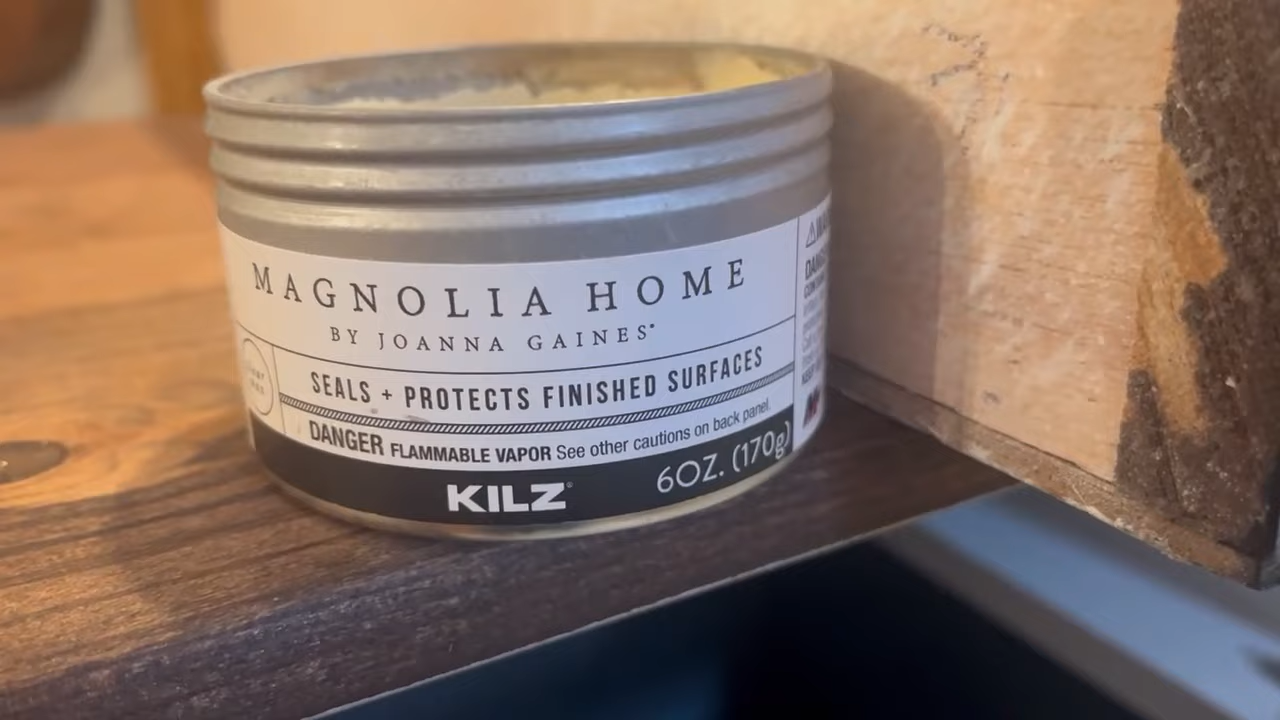 MAGNOLIA HOME
BY JOANNA GAINES®
SEALS + PROTECTS FINISHED SURFACES
DANGER FLAMMABLE VAPOR See other cautions on back panel.
KILZ®
6OZ. (170g)